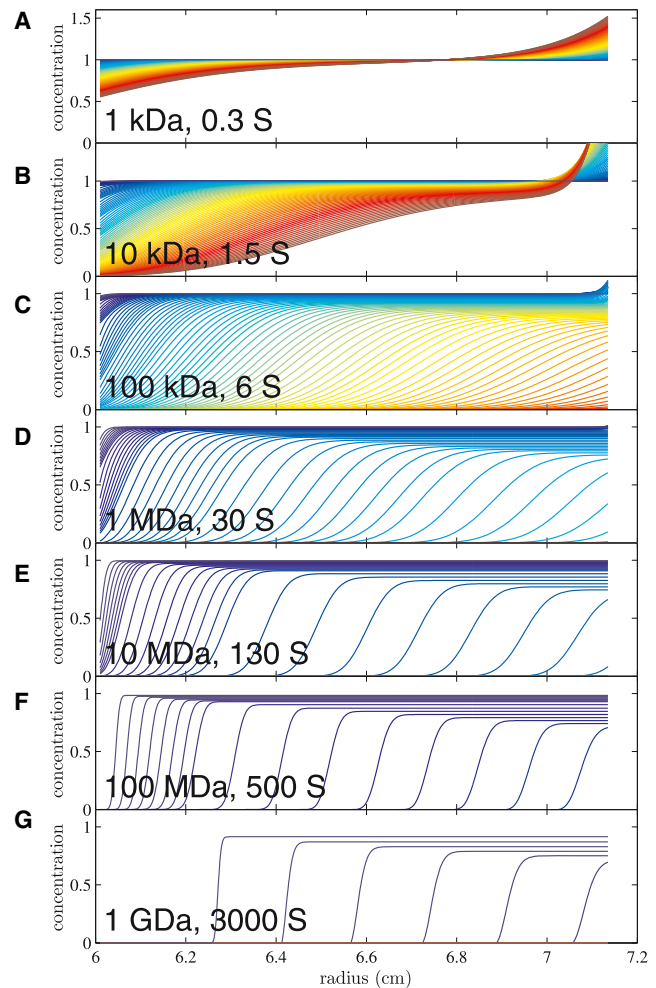 A
1.5
1
0.5
0
concentration
1 kDa, 0.3 S
B
1
0.5
0
concentration
10 kDa, 1.5 S
C
1
0.5
0
concentration
100 kDa, 6 S
D
1
0.5
0
concentration
1 MDa, 30 S
E
1
0.5
0
concentration
10 MDa, 130 S
F
1
0.5
0
concentration
100 MDa, 500 S
G
1
0.5
0
concentration
1 GDa, 3000 S
6 6.2 6.4 6.6 6.8 7 7.2
radius (cm)